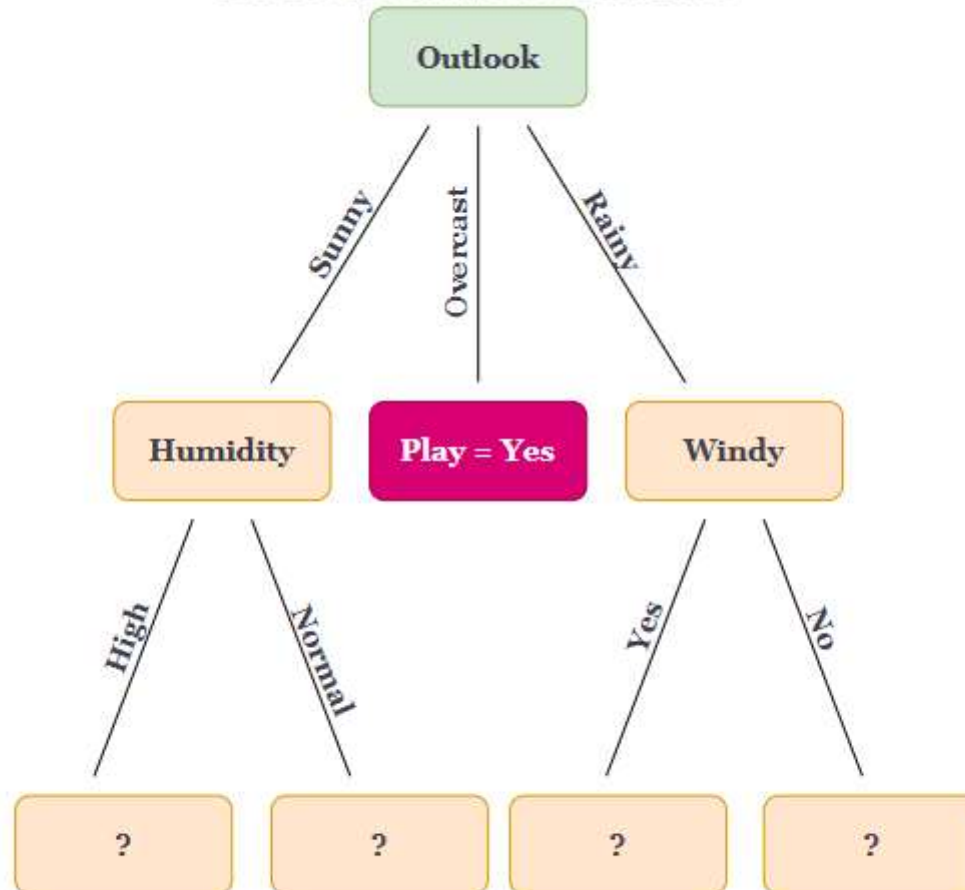 Outlook
Sunny
Overcast
Rainy
Humidity
Play = Yes
Windy
High
Normal
Yes
No
?
?
?
?